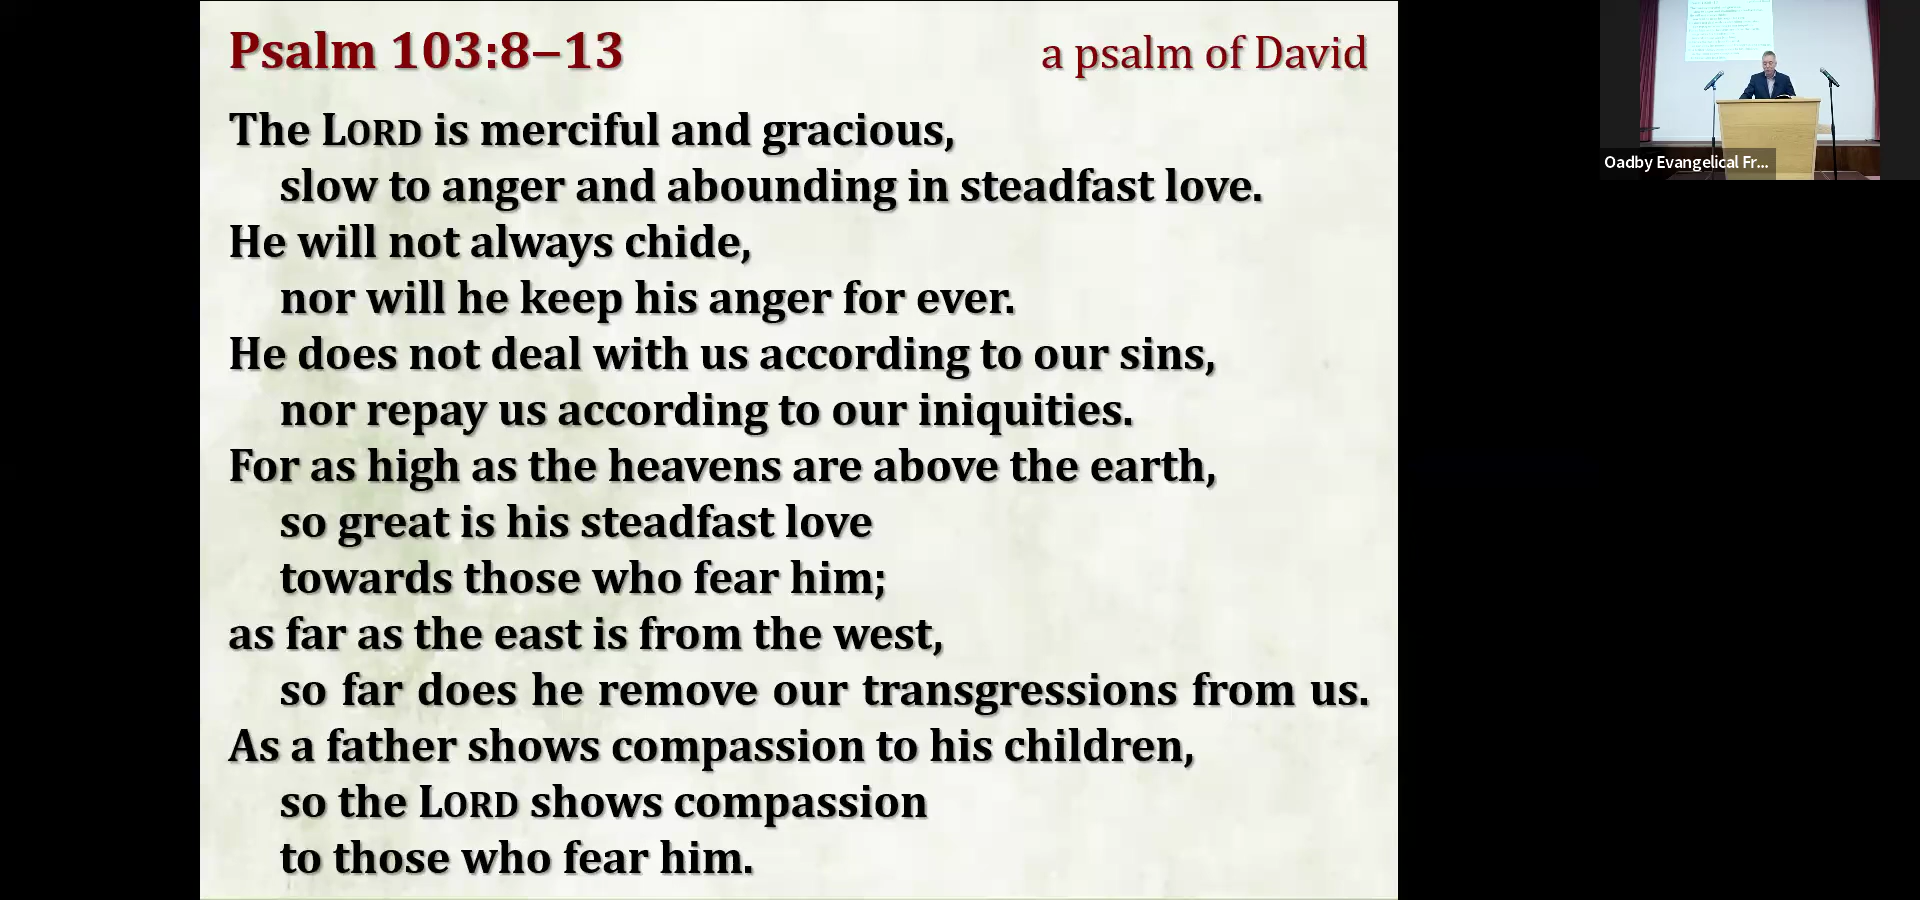 Psalm 103:8–13 a psalm of David
The LORD is merciful and gracious,
slow to anger and abounding in steadfast love.
He will not always chide,
nor will he keep his anger for ever.
He does not deal with us according to our sins,
nor repay us according to our iniquities.
For as high as the heavens are above the earth,
so great is his steadfast love
towards those who fear him;
as far as the east is from the west,
so far does he remove our transgressions from us.
As a father shows compassion to his children,
so the LORD shows compassion
to those who fear him.
Oadby Evangelical Fr...